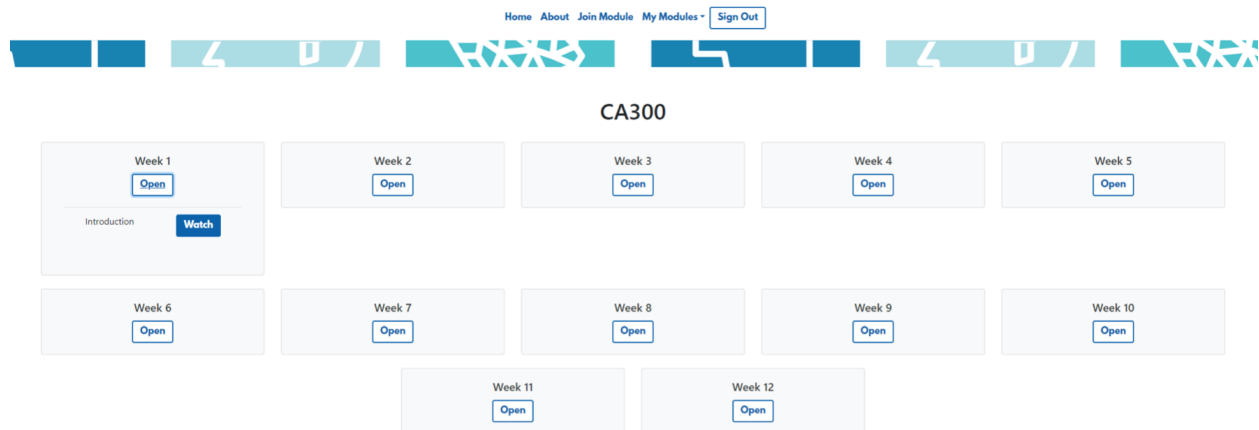 Home About Join Module My Modules Sign Out
CA300
Week 1
Open
Introduction
Watch
Week 2
Open
Week 3
Open
Week 4
Open
Week 5
Open
Week 6
Open
Week 7
Open
Week 8
Open
Week 9
Open
Week 10
Open
Week 11
Open
Week 12
Open